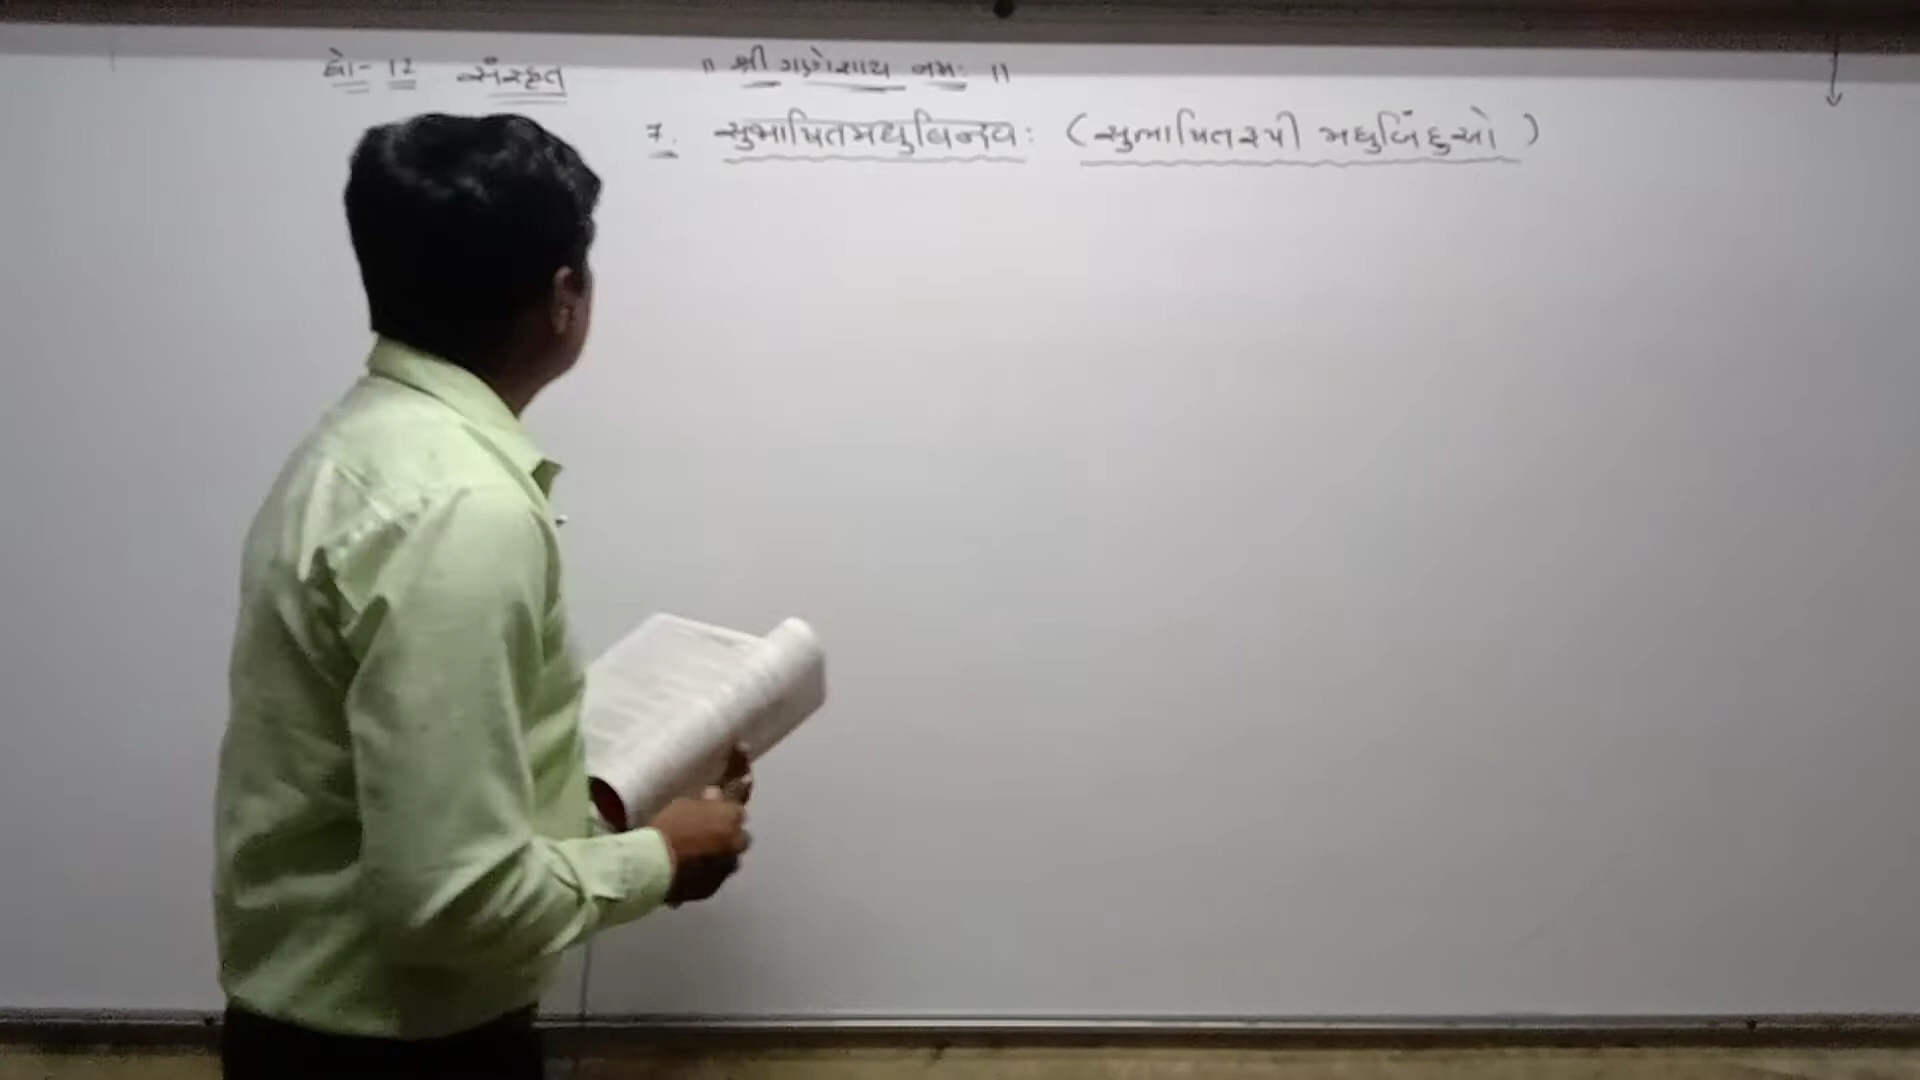 ધો- 12 સંસ્કૃત ॥ શ્રી ગણેશાય નમઃ ॥
7. सुभाषितमधुबिन्दवः (સુભાષિતરૂપી મધુબિંદુઓ)